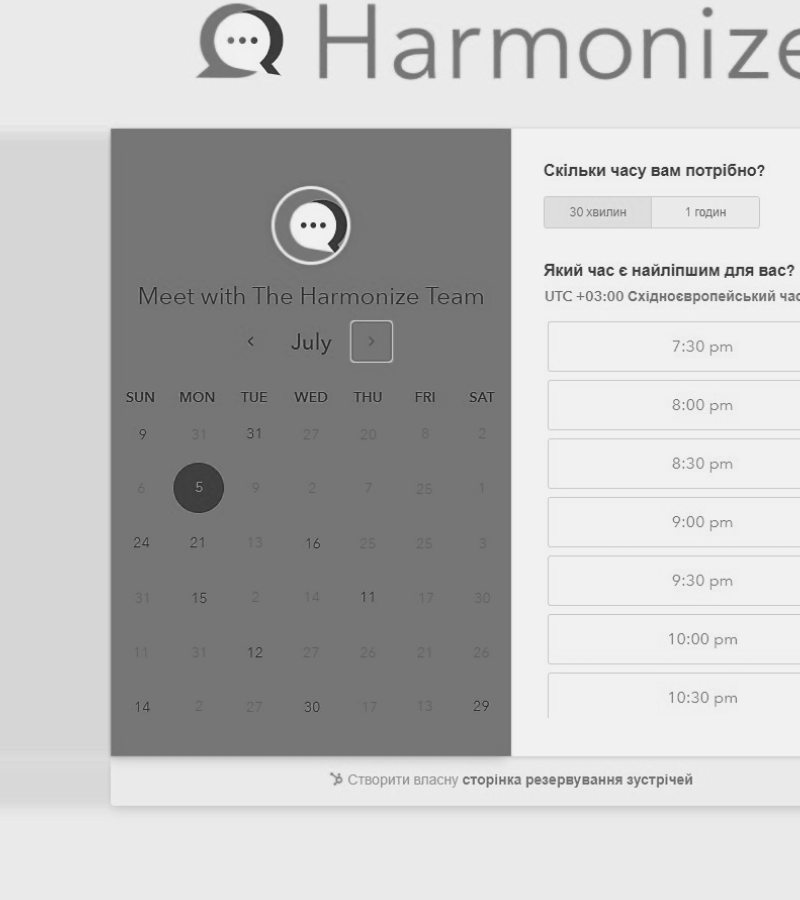 Harmonize
Meet with The Harmonize Team
July
SUN MON TUE WED THU FRI SAT
9 31 31 27 20 8 2
6 5 9 2 7 25 1
24 21 13 16 25 25 3
31 15 2 14 11 17 30
11 31 12 27 26 21 26
14 2 27 30 17 13 29
Скільки часу вам потрібно?
30 хвилин 1 годин
Який час є найліпшим для вас?
UTC +03:00 Східноєвропейський час
7:30 pm
8:00 pm
8:30 pm
9:00 pm
9:30 pm
10:00 pm
10:30 pm
Створити власну сторінка резервування зустрічей